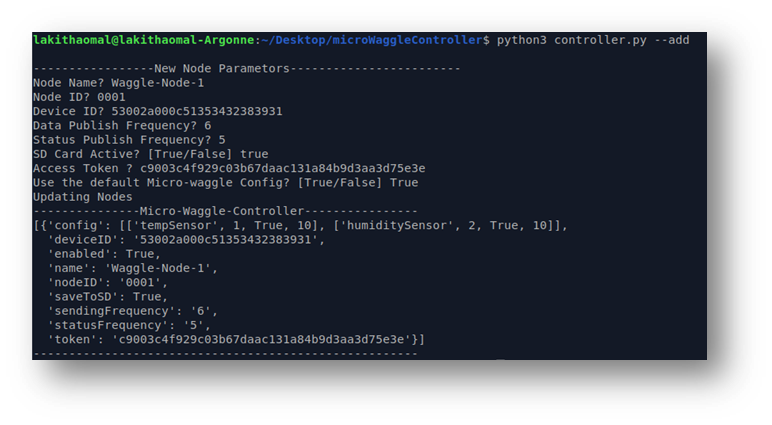 lakithaomal@lakithaomal-Argonne:~/Desktop/microWaggleController$ python3 controller.py --add
-----------------New Node Parametors------------------------
Node Name? Waggle-Node-1
Node ID? 0001
Device ID? 53002a000c51353432383931
Data Publish Frequency? 6
Status Publish Frequency? 5
SD Card Active? [True/False] true
Access Token ? c9003c4f929c03b67daac131a84b9d3aa3d75e3e
Use the default Micro-waggle Config? [True/False] True
Updating Nodes
---------------Micro-Waggle-Controller----------------
[{'config': [['tempSensor', 1, True, 10], ['humiditySensor', 2, True, 10]],
  'deviceID': '53002a000c51353432383931',
  'enabled': True,
  'name': 'Waggle-Node-1',
  'nodeID': '0001',
  'saveToSD': True,
  'sendingFrequency': '6',
  'statusFrequency': '5',
  'token': 'c9003c4f929c03b67daac131a84b9d3aa3d75e3e'}]
------------------------------------------------------